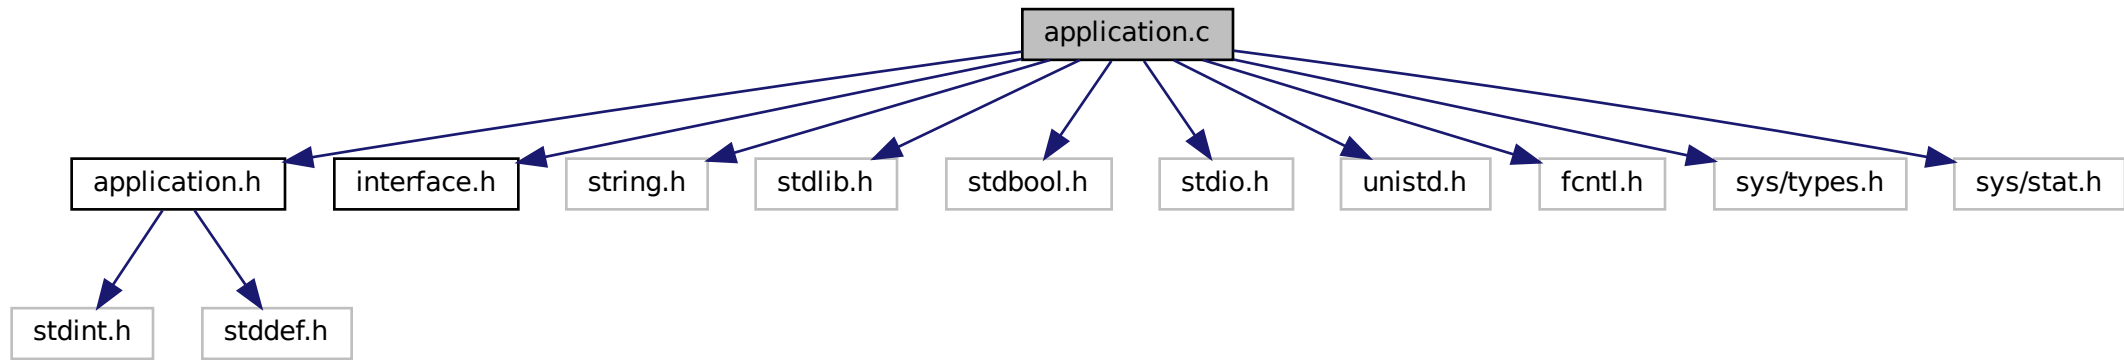 application.c
application.h
interface.h
string.h
stdlib.h
stdbool.h
stdio.h
unistd.h
fcntl.h
sys/types.h
sys/stat.h
stdint.h
stddef.h